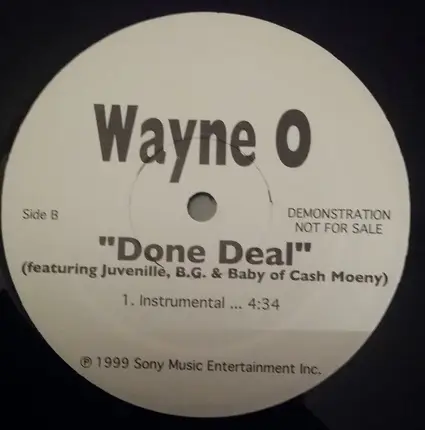 Wayne O
Side B
DEMONSTRATION
NOT FOR SALE
"Done Deal"
(featuring Juvenille, B.G. & Baby of Cash Moeny)
1. Instrumental ... 4:34
℗ 1999 Sony Music Entertainment Inc.